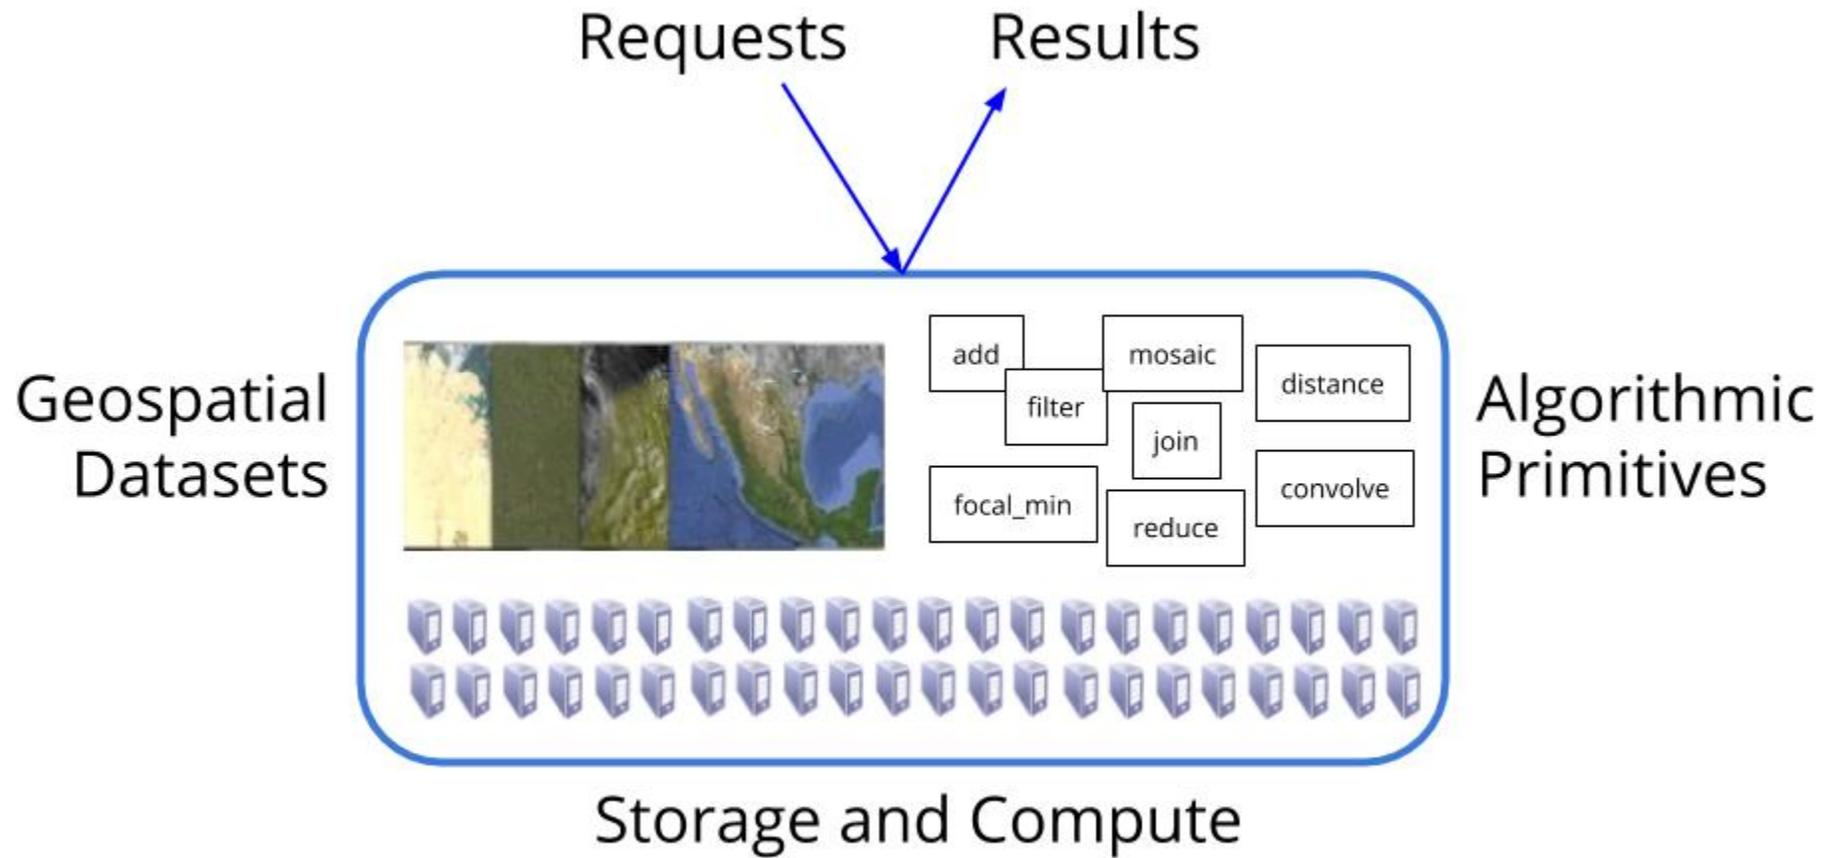 Requests
Results
Geospatial
Datasets
add
mosaic
distance
filter
join
focal_min
reduce
convolve
Algorithmic
Primitives
Storage and Compute